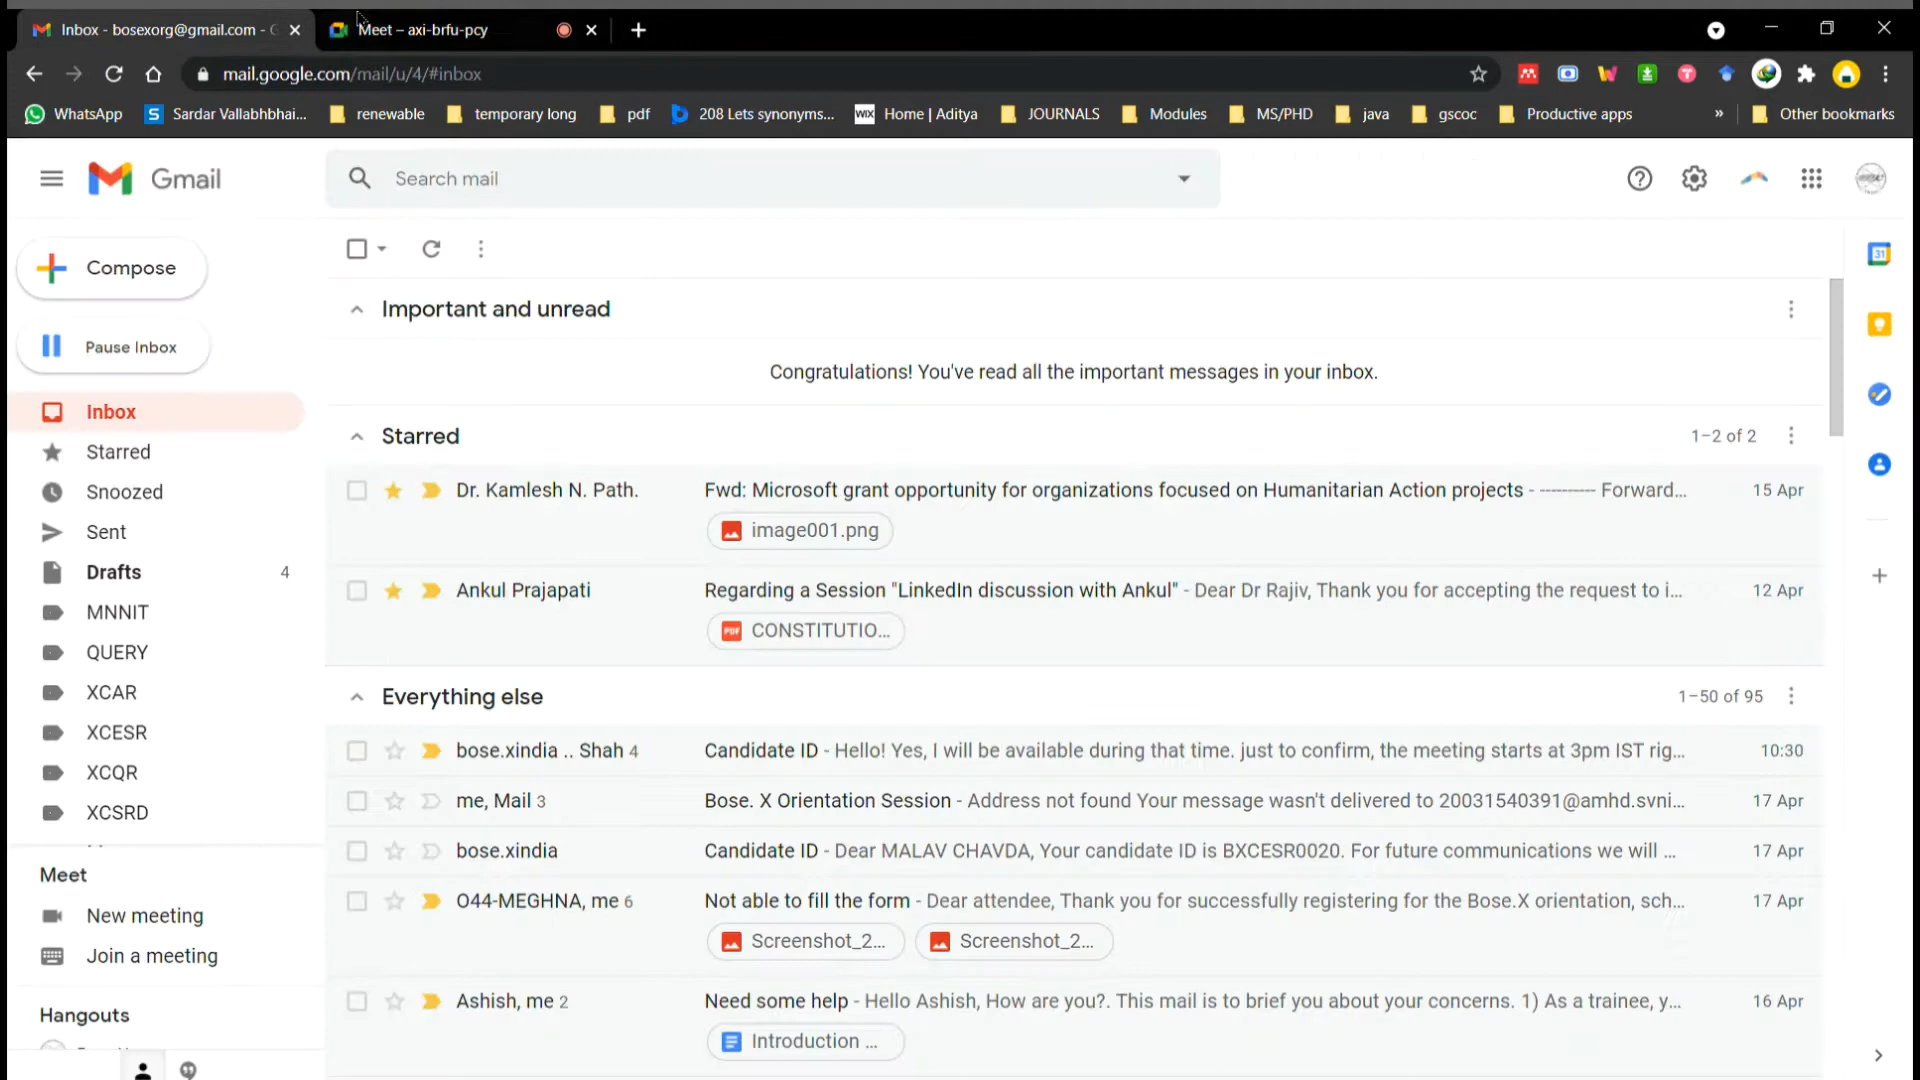 Inbox - bosexorg@gmail.com - G
Meet – axi-brfu-pcy
mail.google.com/mail/u/4/#inbox
WhatsApp
Sardar Vallabhbhai...
renewable
temporary long
pdf
208 Lets synonyms...
WIX Home | Aditya
JOURNALS
Modules
MS/PHD
java
gscoc
Productive apps
»
Other bookmarks
Gmail
Search mail
Compose
Pause Inbox
Inbox
Starred
Snoozed
Sent
Drafts 4
MNNIT
QUERY
XCAR
XCESR
XCQR
XCSRD
Meet
New meeting
Join a meeting
Hangouts
Important and unread
Congratulations! You've read all the important messages in your inbox.
Starred 1–2 of 2
Dr. Kamlesh N. Path. Fwd: Microsoft grant opportunity for organizations focused on Humanitarian Action projects - ---------- Forward... 15 Apr
image001.png
Ankul Prajapati Regarding a Session "LinkedIn discussion with Ankul" - Dear Dr Rajiv, Thank you for accepting the request to i... 12 Apr
PDF CONSTITUTIO...
Everything else 1–50 of 95
bose.xindia .. Shah 4 Candidate ID - Hello! Yes, I will be available during that time. just to confirm, the meeting starts at 3pm IST rig... 10:30
me, Mail 3 Bose. X Orientation Session - Address not found Your message wasn't delivered to 20031540391@amhd.svni... 17 Apr
bose.xindia Candidate ID - Dear MALAV CHAVDA, Your candidate ID is BXCESR0020. For future communications we will ... 17 Apr
O44-MEGHNA, me 6 Not able to fill the form - Dear attendee, Thank you for successfully registering for the Bose.X orientation, sch... 17 Apr
Screenshot_2... Screenshot_2...
Ashish, me 2 Need some help - Hello Ashish, How are you?. This mail is to brief you about your concerns. 1) As a trainee, y... 16 Apr
Introduction ...
31